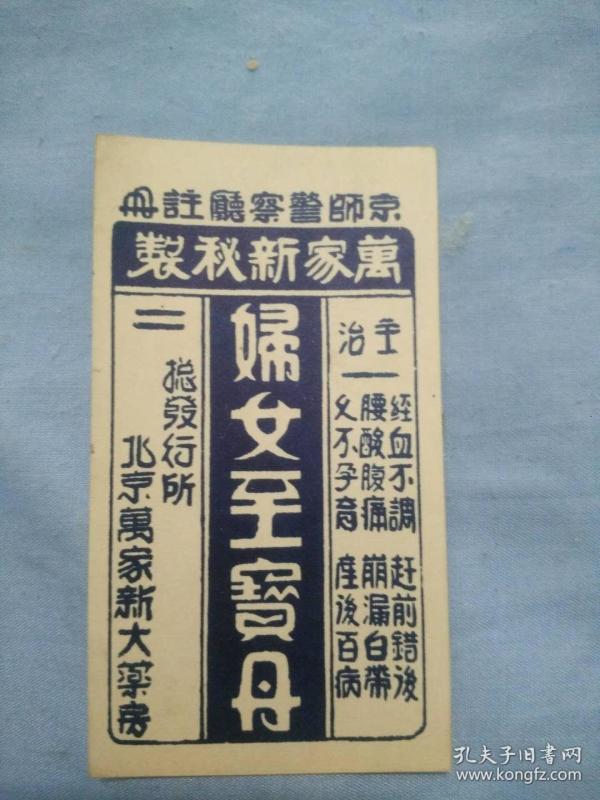 京師警察廳註冊
萬家新秘製
主治
經血不調 赶前錯後
腰酸腹痛 崩漏白帶
久不孕育 產後百病
婦女至寶丹
二
總發行所
北京萬家新大藥房
孔夫子旧书网
www.kongfz.com